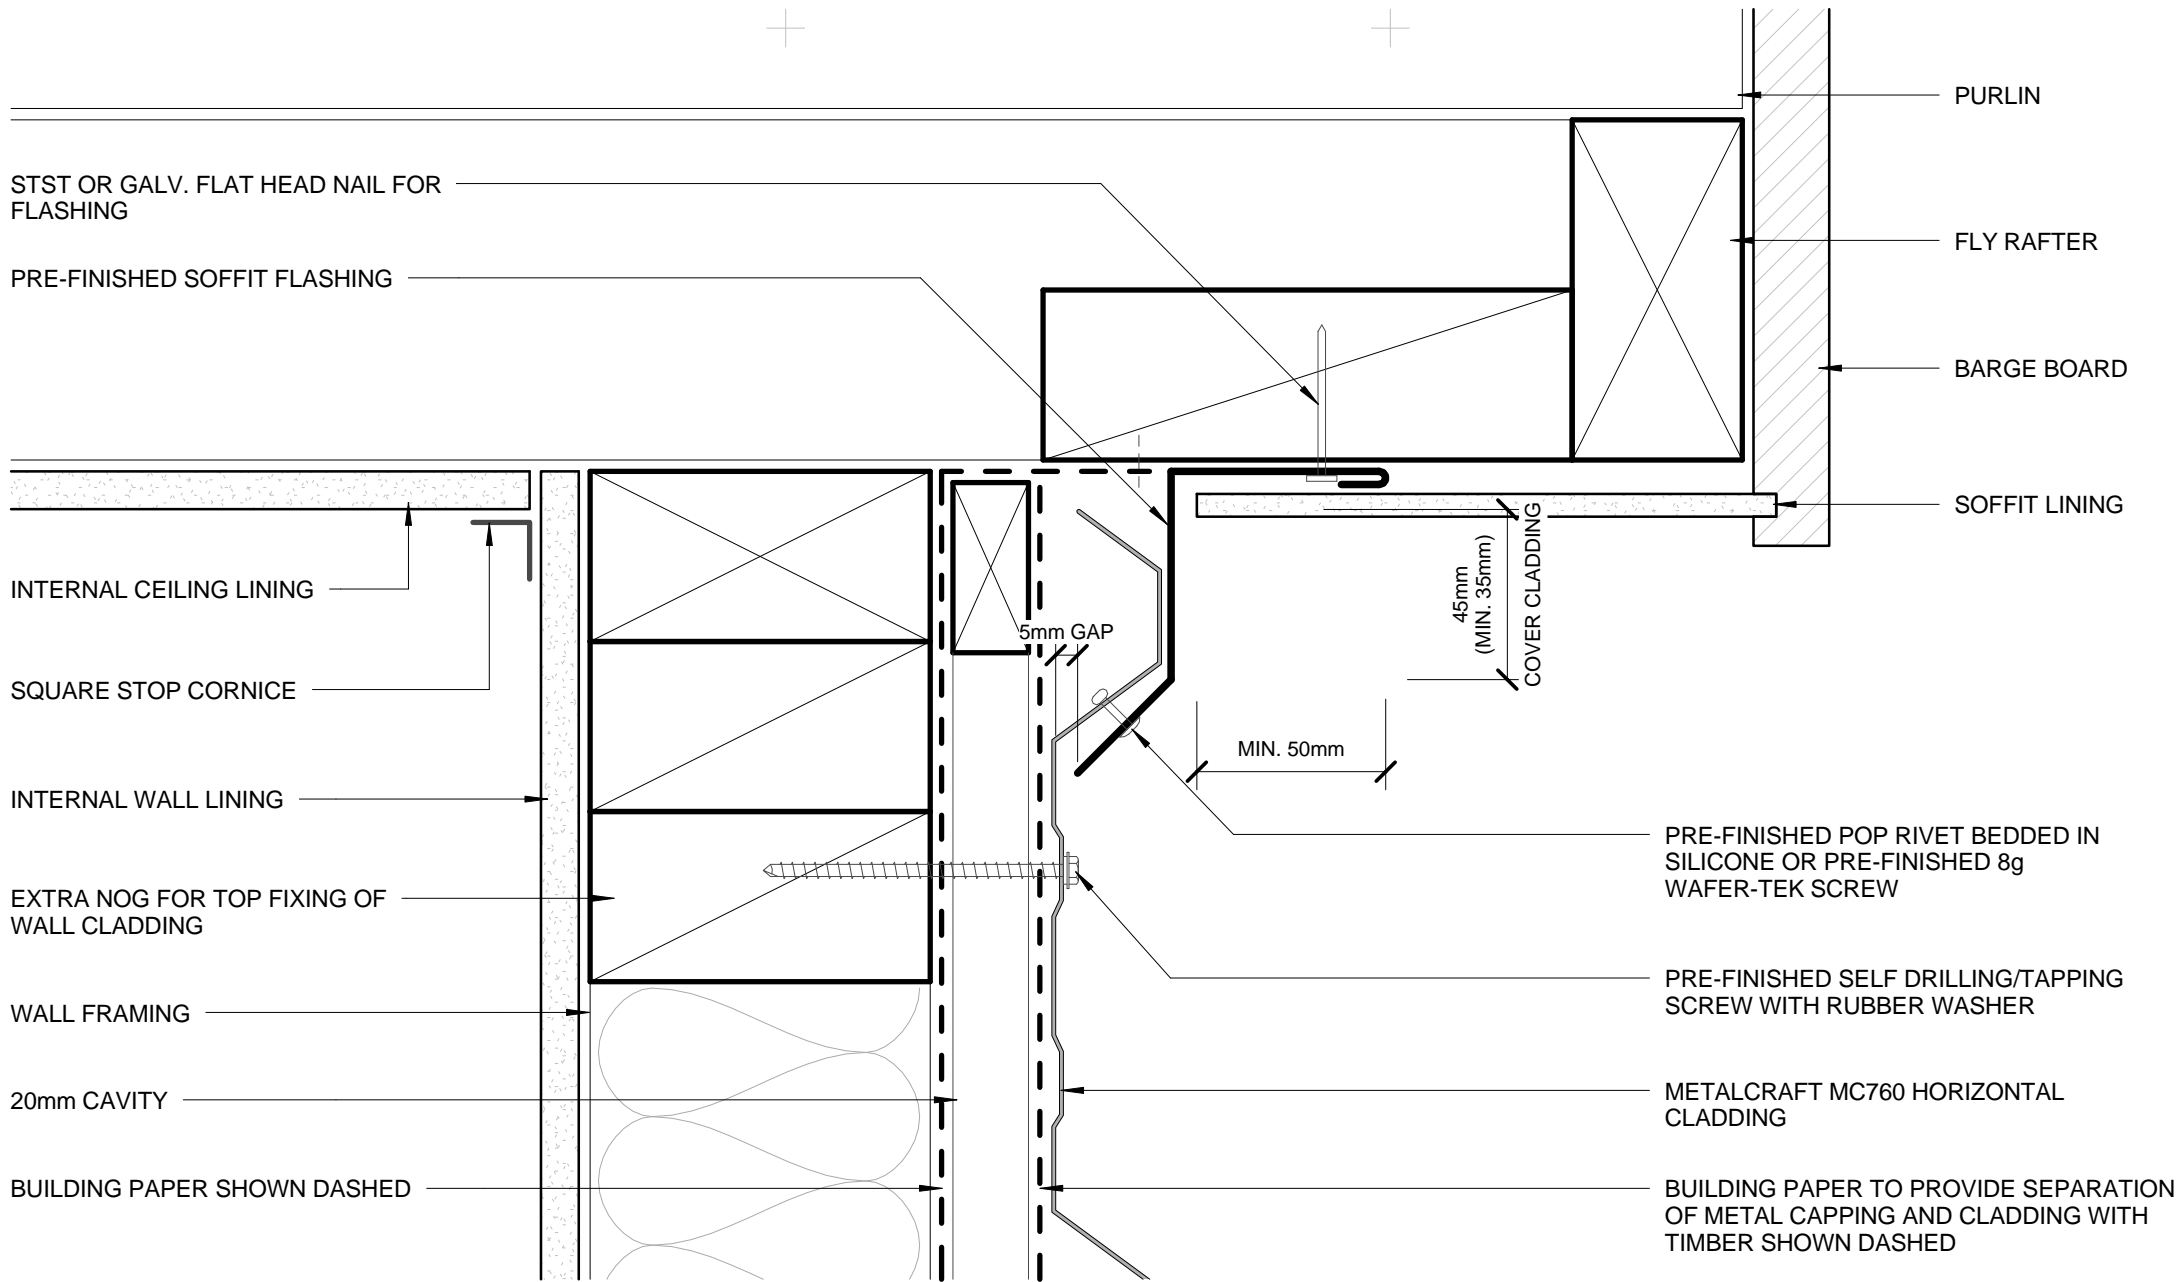 PURLIN
STST OR GALV. FLAT HEAD NAIL FOR
FLASHING
FLY RAFTER
PRE-FINISHED SOFFIT FLASHING
BARGE BOARD
SOFFIT LINING
45mm
(MIN. 35mm)
COVER CLADDING
INTERNAL CEILING LINING
5mm GAP
SQUARE STOP CORNICE
MIN. 50mm
INTERNAL WALL LINING
PRE-FINISHED POP RIVET BEDDED IN
SILICONE OR PRE-FINISHED 8g
WAFER-TEK SCREW
EXTRA NOG FOR TOP FIXING OF
WALL CLADDING
PRE-FINISHED SELF DRILLING/TAPPING
SCREW WITH RUBBER WASHER
WALL FRAMING
20mm CAVITY
METALCRAFT MC760 HORIZONTAL
CLADDING
BUILDING PAPER SHOWN DASHED
BUILDING PAPER TO PROVIDE SEPARATION
OF METAL CAPPING AND CLADDING WITH
TIMBER SHOWN DASHED